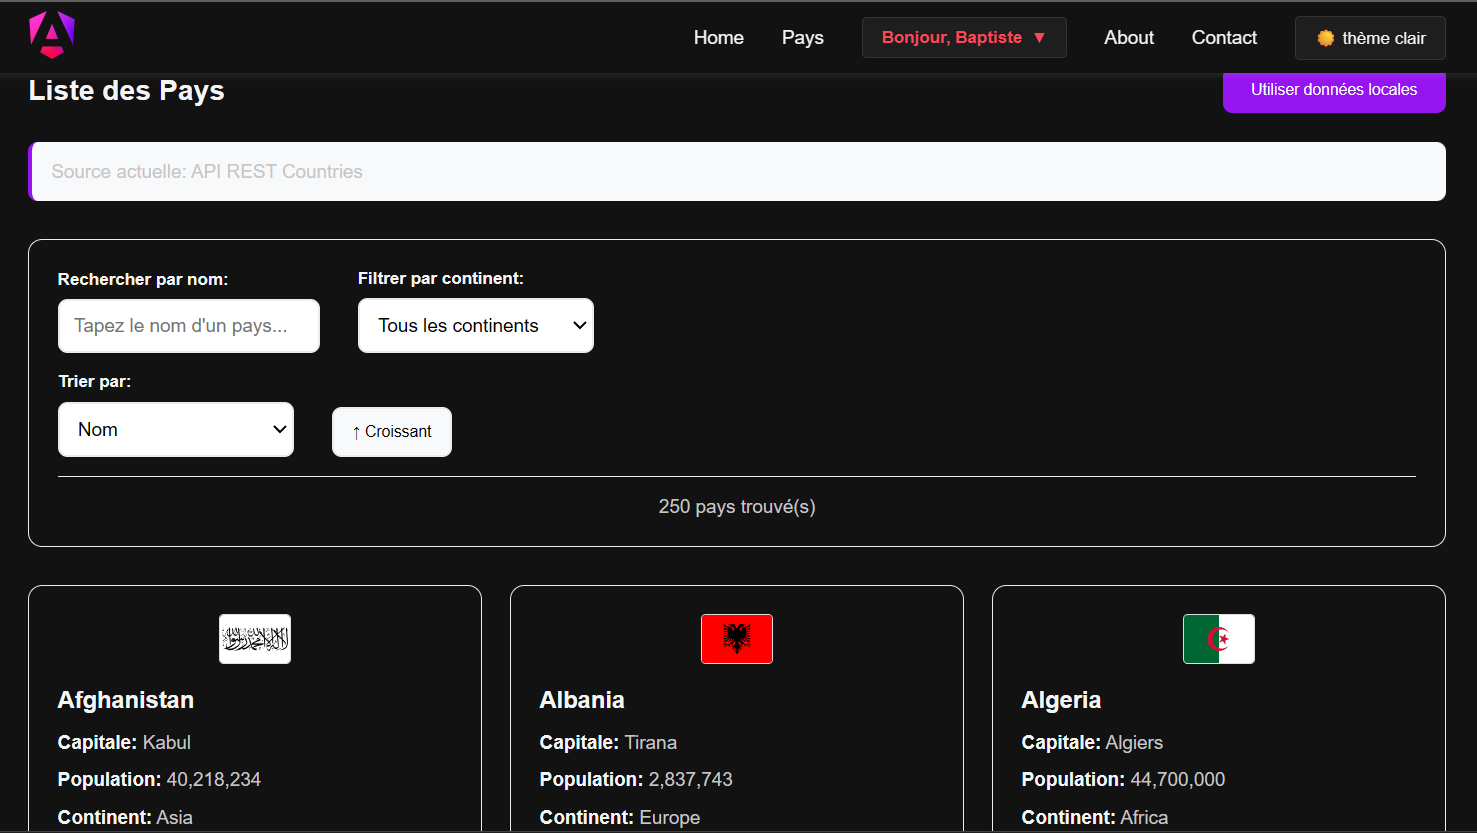 Home Pays Bonjour, Baptiste ▼ About Contact thème clair
Liste des Pays
Utiliser données locales
Source actuelle: API REST Countries
Rechercher par nom:
Filtrer par continent:
Tapez le nom d'un pays...
Tous les continents
Trier par:
Nom
↑ Croissant
250 pays trouvé(s)
Afghanistan
Capitale: Kabul
Population: 40,218,234
Continent: Asia
Albania
Capitale: Tirana
Population: 2,837,743
Continent: Europe
Algeria
Capitale: Algiers
Population: 44,700,000
Continent: Africa